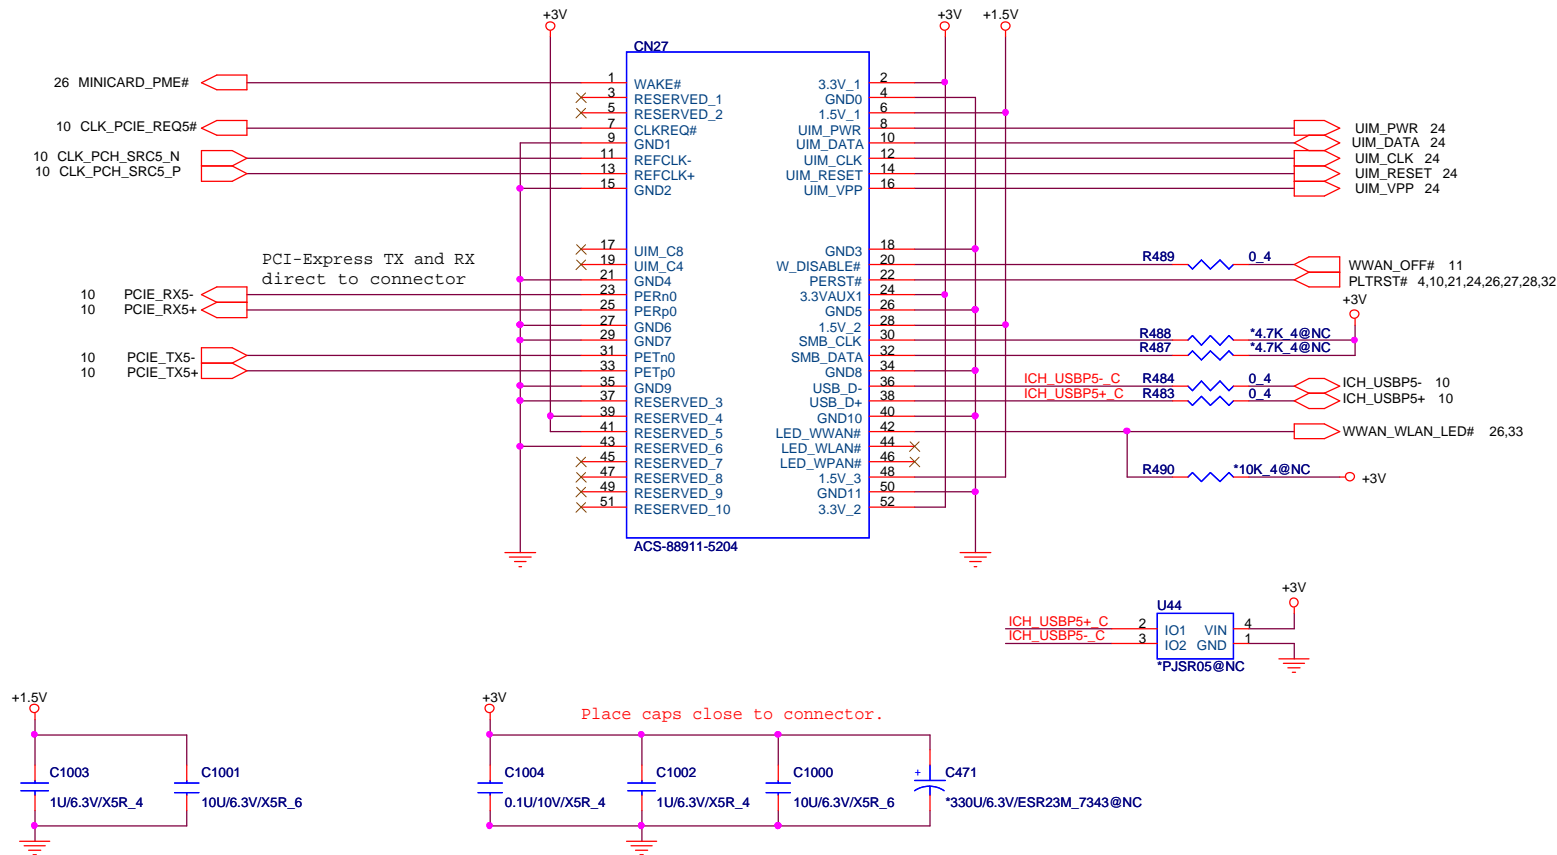 +3V
+3V +1.5V
CN27
26 MINICARD_PME# 1 WAKE# 3.3V_1 2
3 RESERVED_1 GND0 4
5 RESERVED_2 1.5V_1 6
10 CLK_PCIE_REQ5# 7 CLKREQ# UIM_PWR 8 UIM_PWR 24
9 GND1 UIM_DATA 10 UIM_DATA 24
10 CLK_PCH_SRC5_N 11 REFCLK- UIM_CLK 12 UIM_CLK 24
10 CLK_PCH_SRC5_P 13 REFCLK+ UIM_RESET 14 UIM_RESET 24
15 GND2 UIM_VPP 16 UIM_VPP 24
PCI-Express TX and RX
direct to connector
17 UIM_C8 GND3 18
19 UIM_C4 W_DISABLE# 20 R489 0_4 WWAN_OFF# 11
21 GND4 PERST# 22 PLTRST# 4,10,21,24,26,27,28,32
10 PCIE_RX5- 23 PERn0 3.3VAUX1 24
+3V
10 PCIE_RX5+ 25 PERp0 GND5 26
27 GND6 1.5V_2 28
29 GND7 SMB_CLK 30 R488 *4.7K_4@NC
10 PCIE_TX5- 31 PETn0 SMB_DATA 32 R487 *4.7K_4@NC
10 PCIE_TX5+ 33 PETp0 GND8 34
35 GND9 USB_D- 36 ICH_USBP5-_C R484 0_4 ICH_USBP5- 10
37 RESERVED_3 USB_D+ 38 ICH_USBP5+_C R483 0_4 ICH_USBP5+ 10
39 RESERVED_4 GND10 40
41 RESERVED_5 LED_WWAN# 42 WWAN_WLAN_LED# 26,33
43 RESERVED_6 LED_WLAN# 44
45 RESERVED_7 LED_WPAN# 46
47 RESERVED_8 1.5V_3 48 R490 *10K_4@NC +3V
49 RESERVED_9 GND11 50
51 RESERVED_10 3.3V_2 52
ACS-88911-5204
+3V
U44
ICH_USBP5+_C 2 IO1 VIN 4
ICH_USBP5-_C 3 IO2 GND 1
*PJSR05@NC
+1.5V
+3V
Place caps close to connector.
C1003
1U/6.3V/X5R_4
C1001
10U/6.3V/X5R_6
C1004
0.1U/10V/X5R_4
C1002
1U/6.3V/X5R_4
C1000
10U/6.3V/X5R_6
+ C471
*330U/6.3V/ESR23M_7343@NC